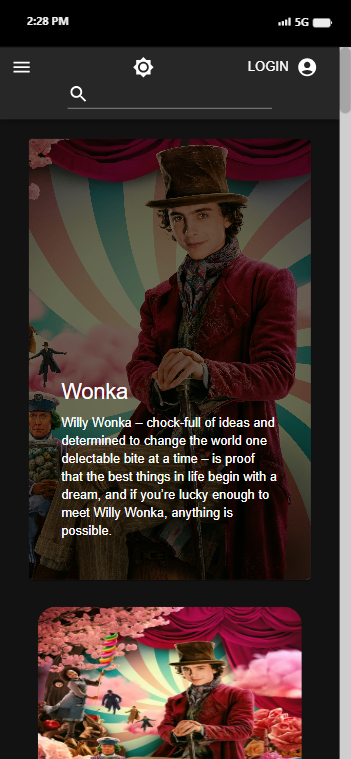 2:28 PM
5G
LOGIN
Wonka
Willy Wonka – chock-full of ideas and
determined to change the world one
delectable bite at a time – is proof
that the best things in life begin with a
dream, and if you're lucky enough to
meet Willy Wonka, anything is
possible.